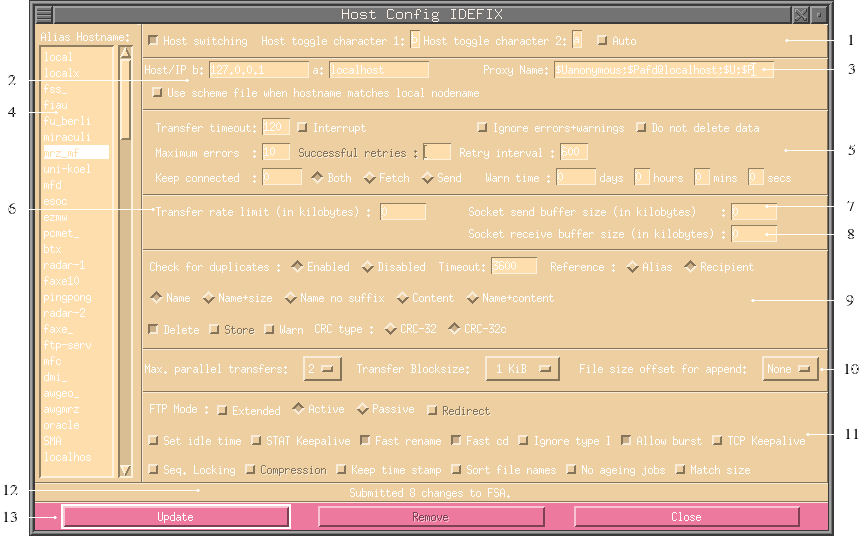 Host Config IDEFIX
Alias Hostname:
local
localx
fss_
fiau
fu_berli
miraculi
mrz_mf
uni-koel
mfd
esoc
ezmw
pcmet_
btx
radar-1
faxe10
pingpong
radar-2
faxe_
ftp-serv
mfc
dmi_
awgeo_
awgmrz
oracle
SMA
localhos
Host switching Host toggle character 1: b Host toggle character 2: a Auto
Host/IP b: 127.0.0.1 a: localhost Proxy Name: $Uanonymous;$Pafd@localhost;$U;$P
Use scheme file when hostname matches local nodename
Transfer timeout: 120 Interrupt Ignore errors+warnings Do not delete data
Maximum errors : 10 Successful retries : Retry interval : 600
Keep connected : 0 Both Fetch Send Warn time : 0 days 0 hours 0 mins 0 secs
Transfer rate limit (in kilobytes) : 0 Socket send buffer size (in kilobytes) : 0
Socket receive buffer size (in kilobytes) : 0
Check for duplicates : Enabled Disabled Timeout: 3600 Reference : Alias Recipient
Name Name+size Name no suffix Content Name+content
Delete Store Warn CRC type : CRC-32 CRC-32c
Max. parallel transfers: 2 Transfer Blocksize: 1 KiB File size offset for append: None
FTP Mode : Extended Active Passive Redirect
Set idle time STAT Keepalive Fast rename Fast cd Ignore type I Allow burst TCP Keepalive
Seq. Locking Compression Keep time stamp Sort file names No ageing jobs Match size
Submitted 8 changes to FSA.
Update Remove Close
1
2
3
4
5
6
7
8
9
10
11
12
13